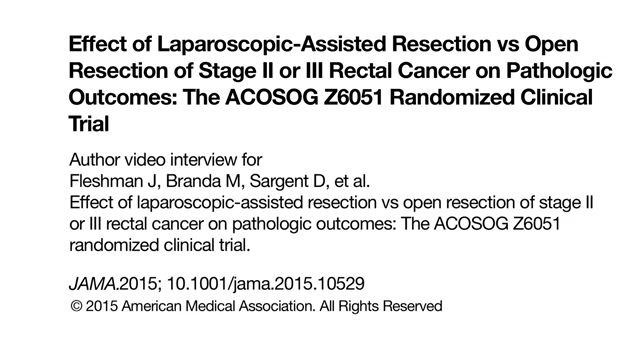 Effect of Laparoscopic-Assisted Resection vs Open
Resection of Stage II or III Rectal Cancer on Pathologic
Outcomes: The ACOSOG Z6051 Randomized Clinical
Trial
Author video interview for
Fleshman J, Branda M, Sargent D, et al.
Effect of laparoscopic-assisted resection vs open resection of stage II
or III rectal cancer on pathologic outcomes: The ACOSOG Z6051
randomized clinical trial.
JAMA.2015; 10.1001/jama.2015.10529
© 2015 American Medical Association. All Rights Reserved